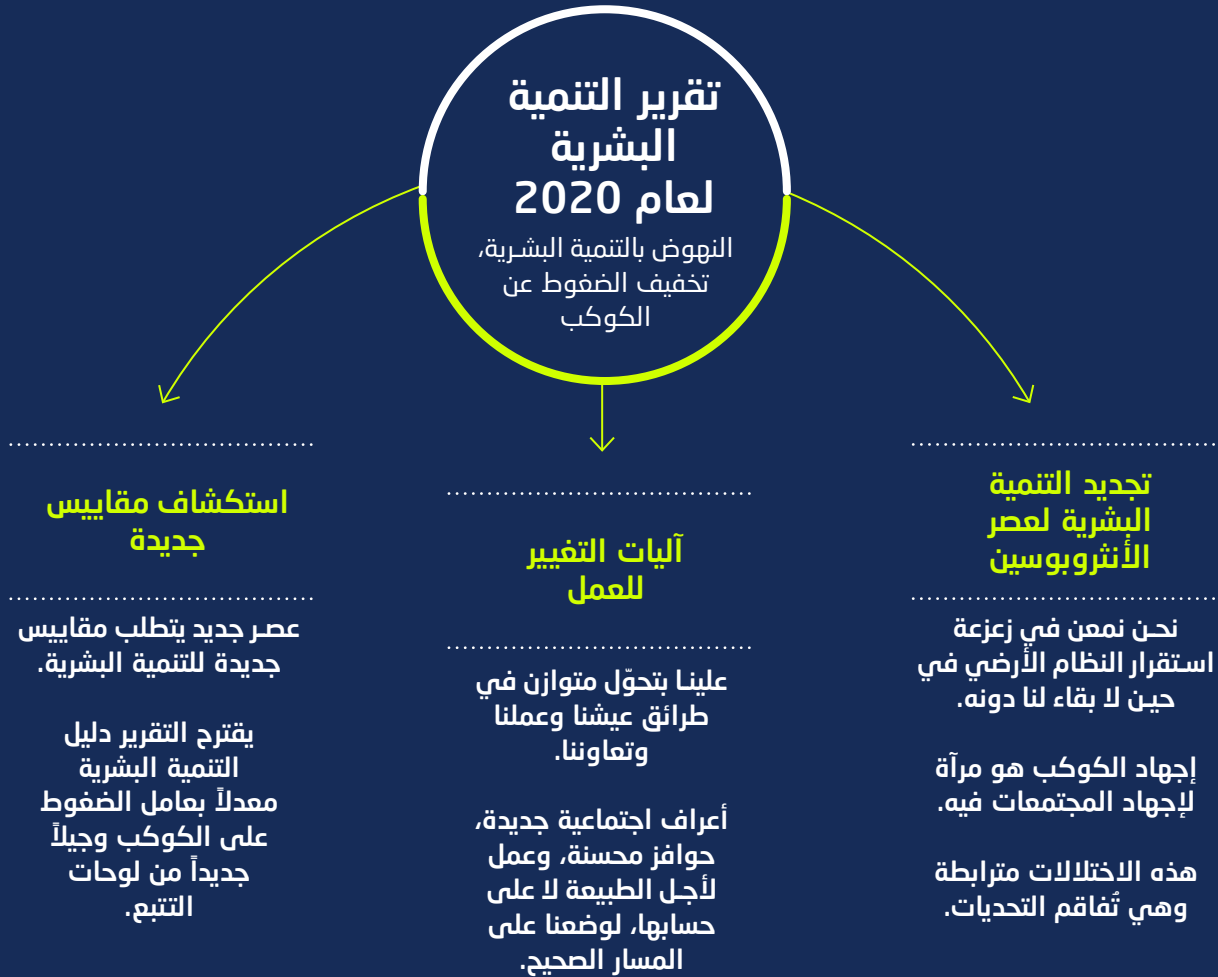 تقرير التنمية
البشرية
لعام 2020
النهوض بالتنمية البشرية،
تخفيف الضغوط عن
الكوكب
تجديد التنمية
البشرية لعصر
الأنثروبوسين
نحن نمعن في زعزعة
استقرار النظام الأرضي في
حين لا بقاء لنا دونه.
إجهاد الكوكب هو مرآة
لإجهاد المجتمعات فيه.
هذه الاختلالات مترابطة
وهي تُفاقم التحديات.
آليات التغيير
للعمل
علينا بتحوّل متوازن في
طرائق عيشنا وعملنا
وتعاوننا.
أعراف اجتماعية جديدة،
حوافز محسنة، وعمل
لأجل الطبيعة لا على
حسابها، لوضعنا على
المسار الصحيح.
استكشاف مقاييس
جديدة
عصر جديد يتطلب مقاييس
جديدة للتنمية البشرية.
يقترح التقرير دليل
التنمية البشرية
معدلاً بعامل الضغوط
على الكوكب وجيلاً
جديداً من لوحات
التتبع.